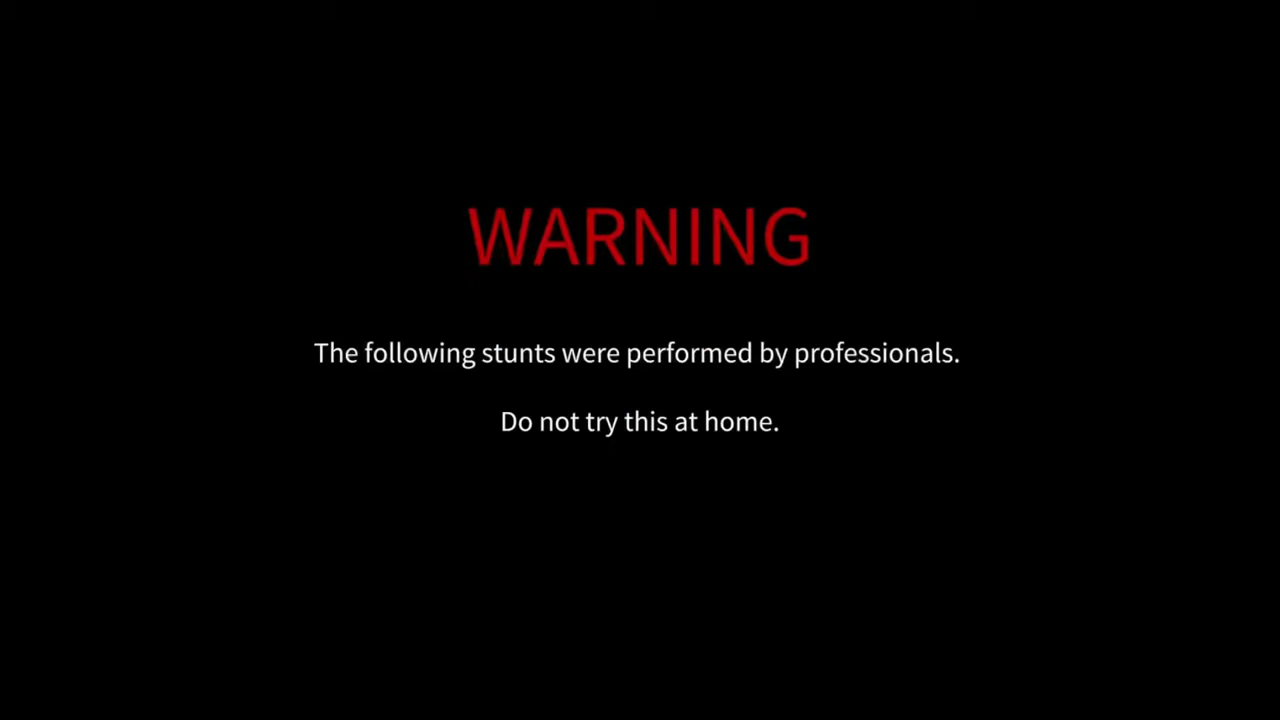 WARNING
The following stunts were performed by professionals.
Do not try this at home.